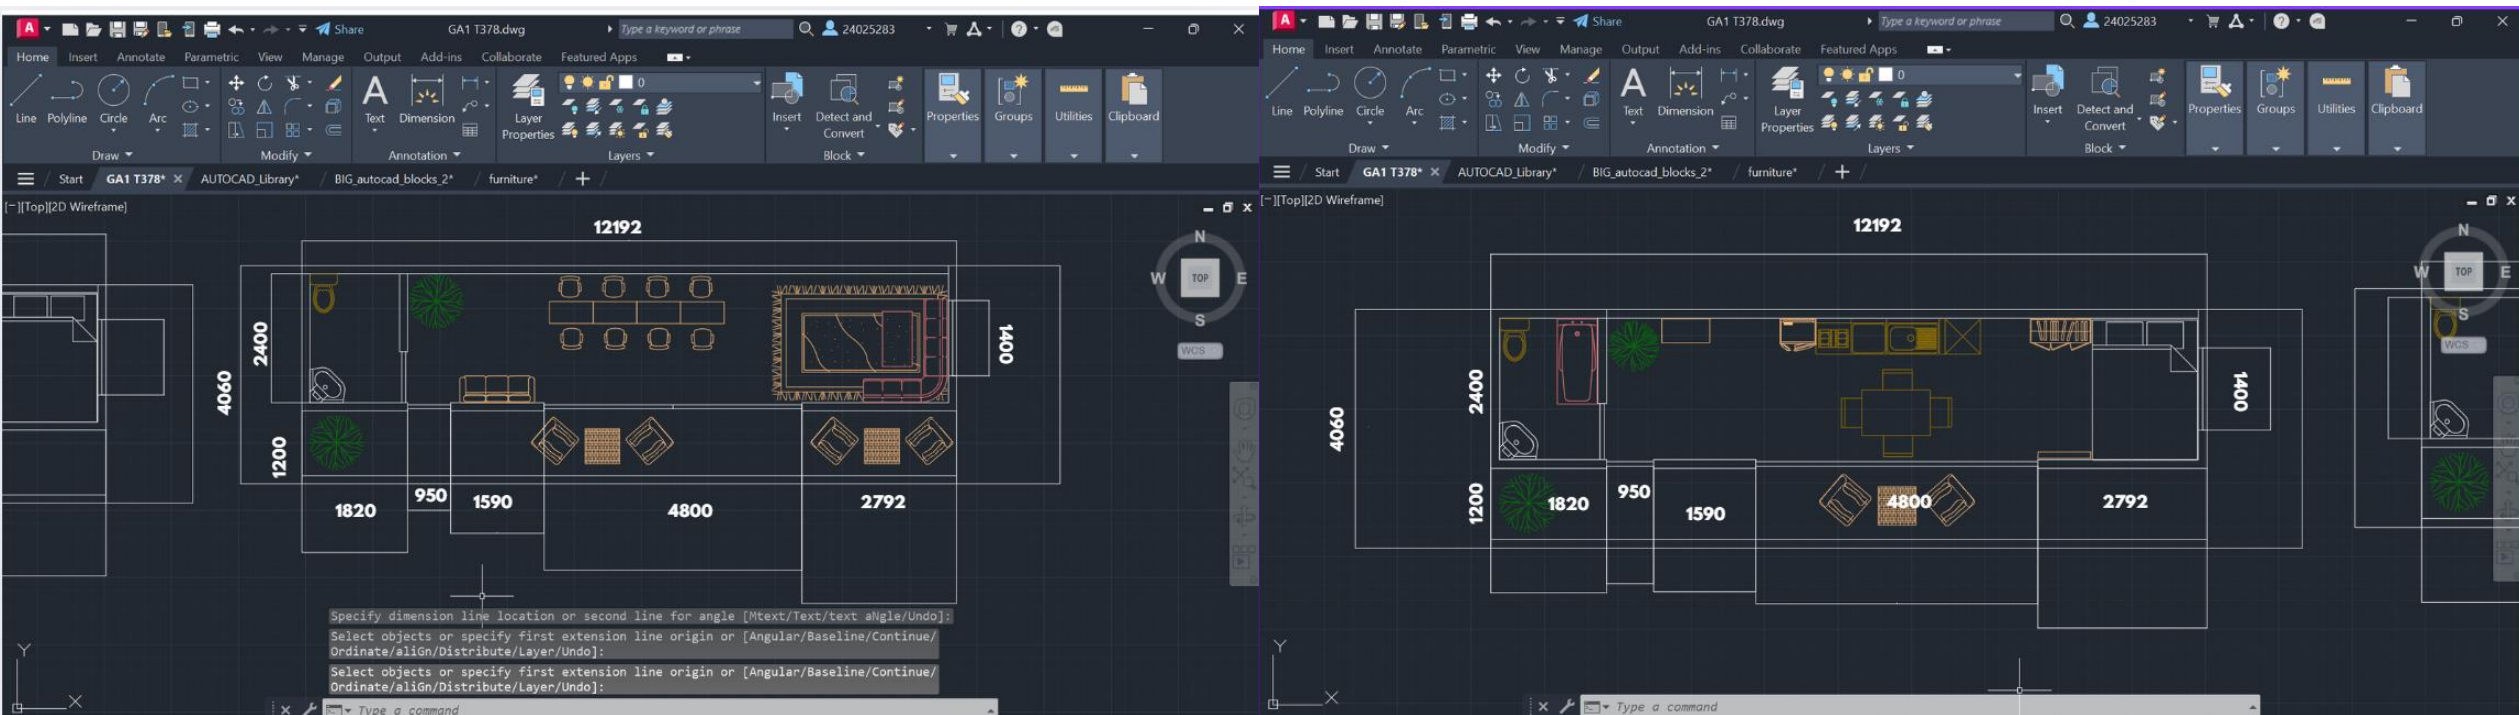 Share GA1 T378.dwg Type a keyword or phrase 24025283
Home Insert Annotate Parametric View Manage Output Add-ins Collaborate Featured Apps
Line Polyline Circle Arc Text Dimension Layer Properties 0 Insert Detect and Convert Properties Groups Utilities Clipboard
Draw Modify Annotation Layers Block
Start GA1 T378* AUTOCAD_Library* BIG_autocad_blocks_2* furniture*
[−][Top][2D Wireframe]
12192
N
W TOP E
S
WCS
2400
1400
4060
1200
950
1590
2792
1820
4800
Specify dimension line location or second line for angle [Mtext/Text/text aNgle/Undo]:
Select objects or specify first extension line origin or [Angular/Baseline/Continue/
Ordinate/aliGn/Distribute/Layer/Undo]:
Select objects or specify first extension line origin or [Angular/Baseline/Continue/
Ordinate/aliGn/Distribute/Layer/Undo]:
Y
X
Type a command
Share GA1 T378.dwg Type a keyword or phrase 24025283
Home Insert Annotate Parametric View Manage Output Add-ins Collaborate Featured Apps
Line Polyline Circle Arc Text Dimension Layer Properties 0 Insert Detect and Convert Properties Groups Utilities Clipboard
Draw Modify Annotation Layers Block
Start GA1 T378* AUTOCAD_Library* BIG_autocad_blocks_2* furniture*
[−][Top][2D Wireframe]
12192
N
W TOP E
S
WCS
2400
1400
4060
1200
950
1820
4800
2792
1590
Y
X
Type a command